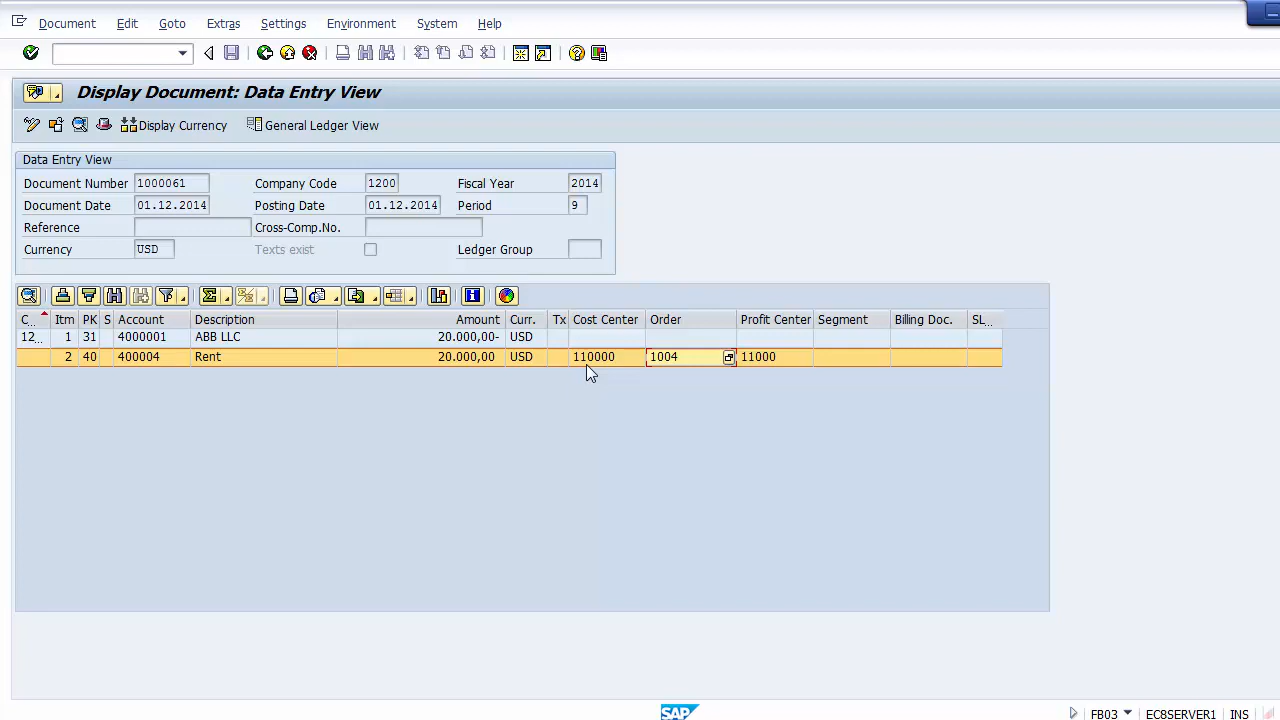 Document Edit Goto Extras Settings Environment System Help
Display Document: Data Entry View
Display Currency General Ledger View
Data Entry View
Document Number 1000061 Company Code 1200 Fiscal Year 2014
Document Date 01.12.2014 Posting Date 01.12.2014 Period 9
Reference Cross-Comp.No.
Currency USD Texts exist Ledger Group
C... Itm PK S Account Description Amount Curr. Tx Cost Center Order Profit Center Segment Billing Doc. SL...
12... 1 31 4000001 ABB LLC 20.000,00- USD
2 40 400004 Rent 20.000,00 USD 110000 1004 11000
SAP FB03 EC8SERVER1 INS